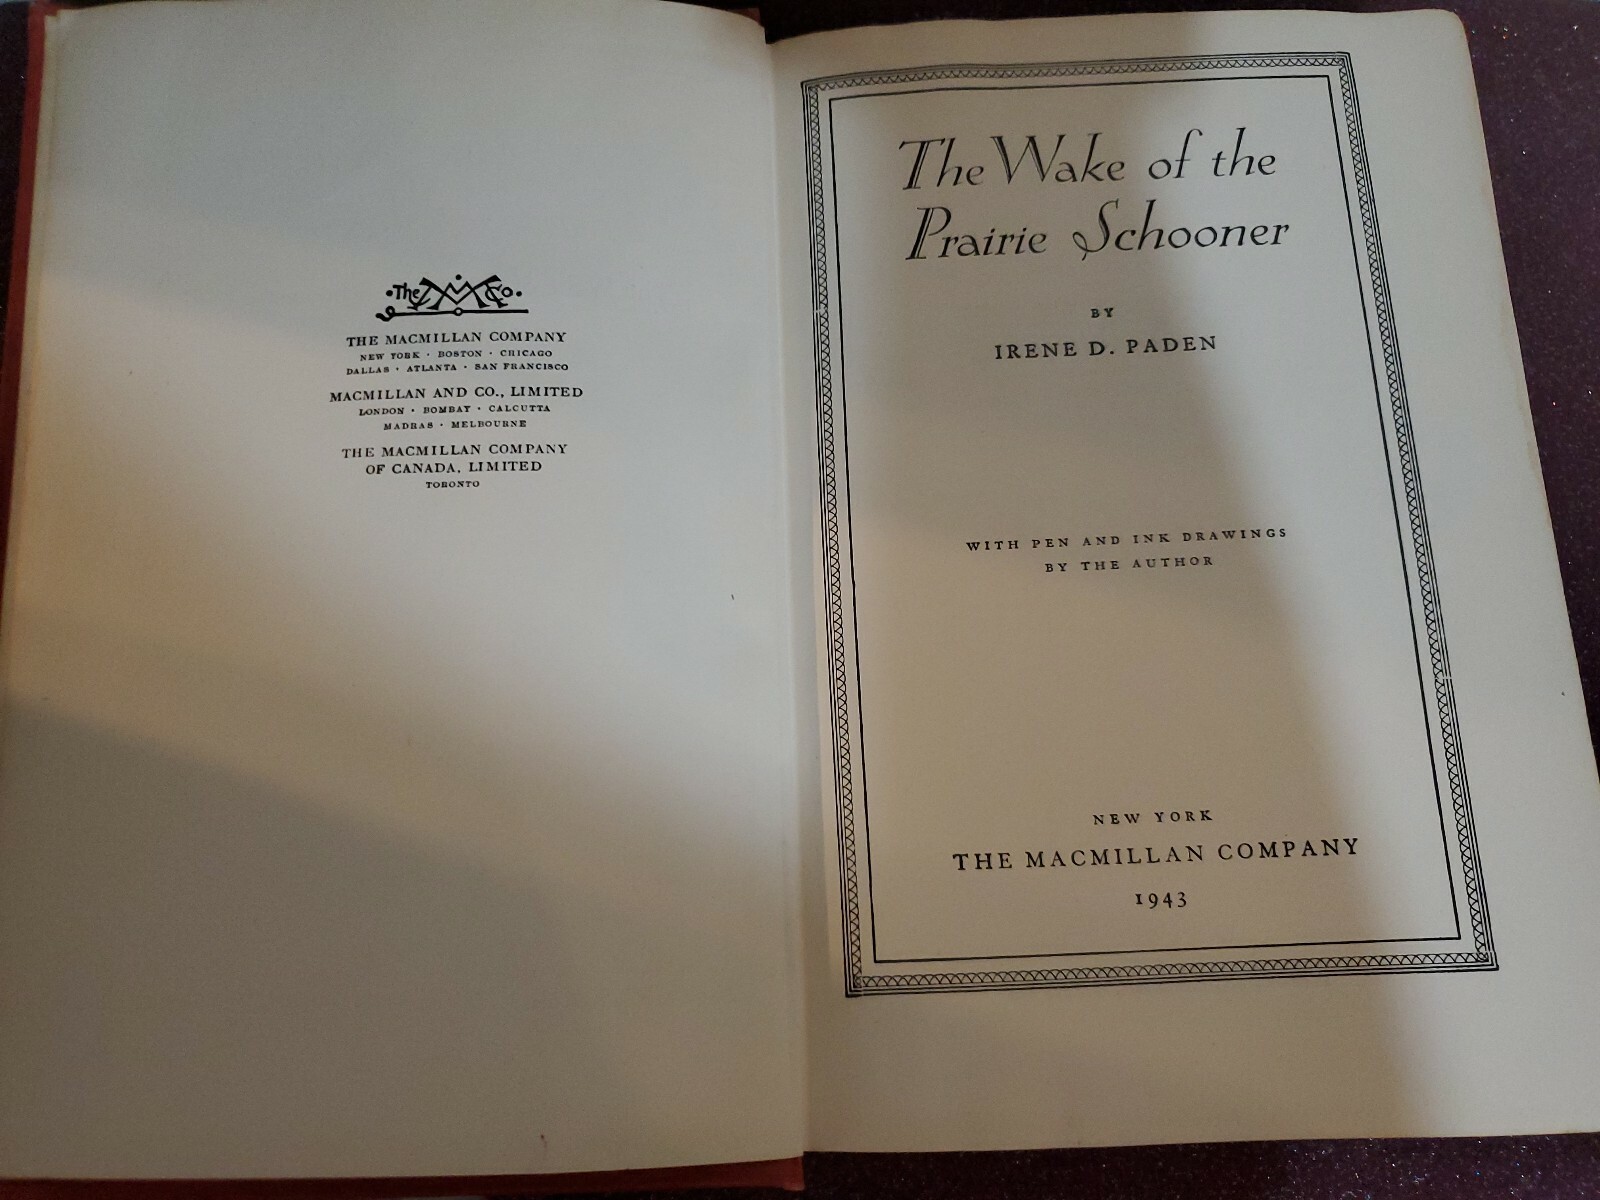 The M Co.
THE MACMILLAN COMPANY
NEW YORK · BOSTON · CHICAGO
DALLAS · ATLANTA · SAN FRANCISCO
MACMILLAN AND CO., LIMITED
LONDON · BOMBAY · CALCUTTA
MADRAS · MELBOURNE
THE MACMILLAN COMPANY
OF CANADA, LIMITED
TORONTO
The Wake of the
Prairie Schooner
BY
IRENE D. PADEN
WITH PEN AND INK DRAWINGS
BY THE AUTHOR
NEW YORK
THE MACMILLAN COMPANY
1943